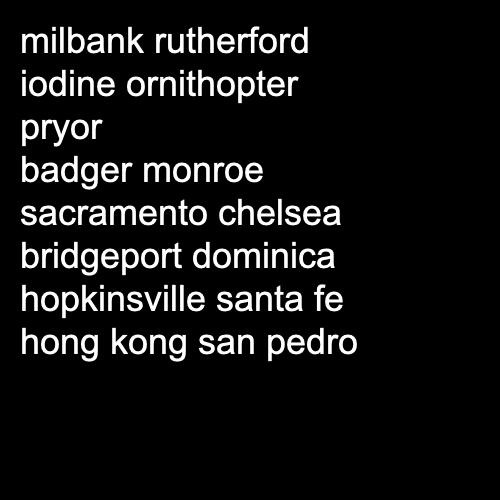 milbank rutherford
iodine ornithopter
pryor
badger monroe
sacramento chelsea
bridgeport dominica
hopkinsville santa fe
hong kong san pedro